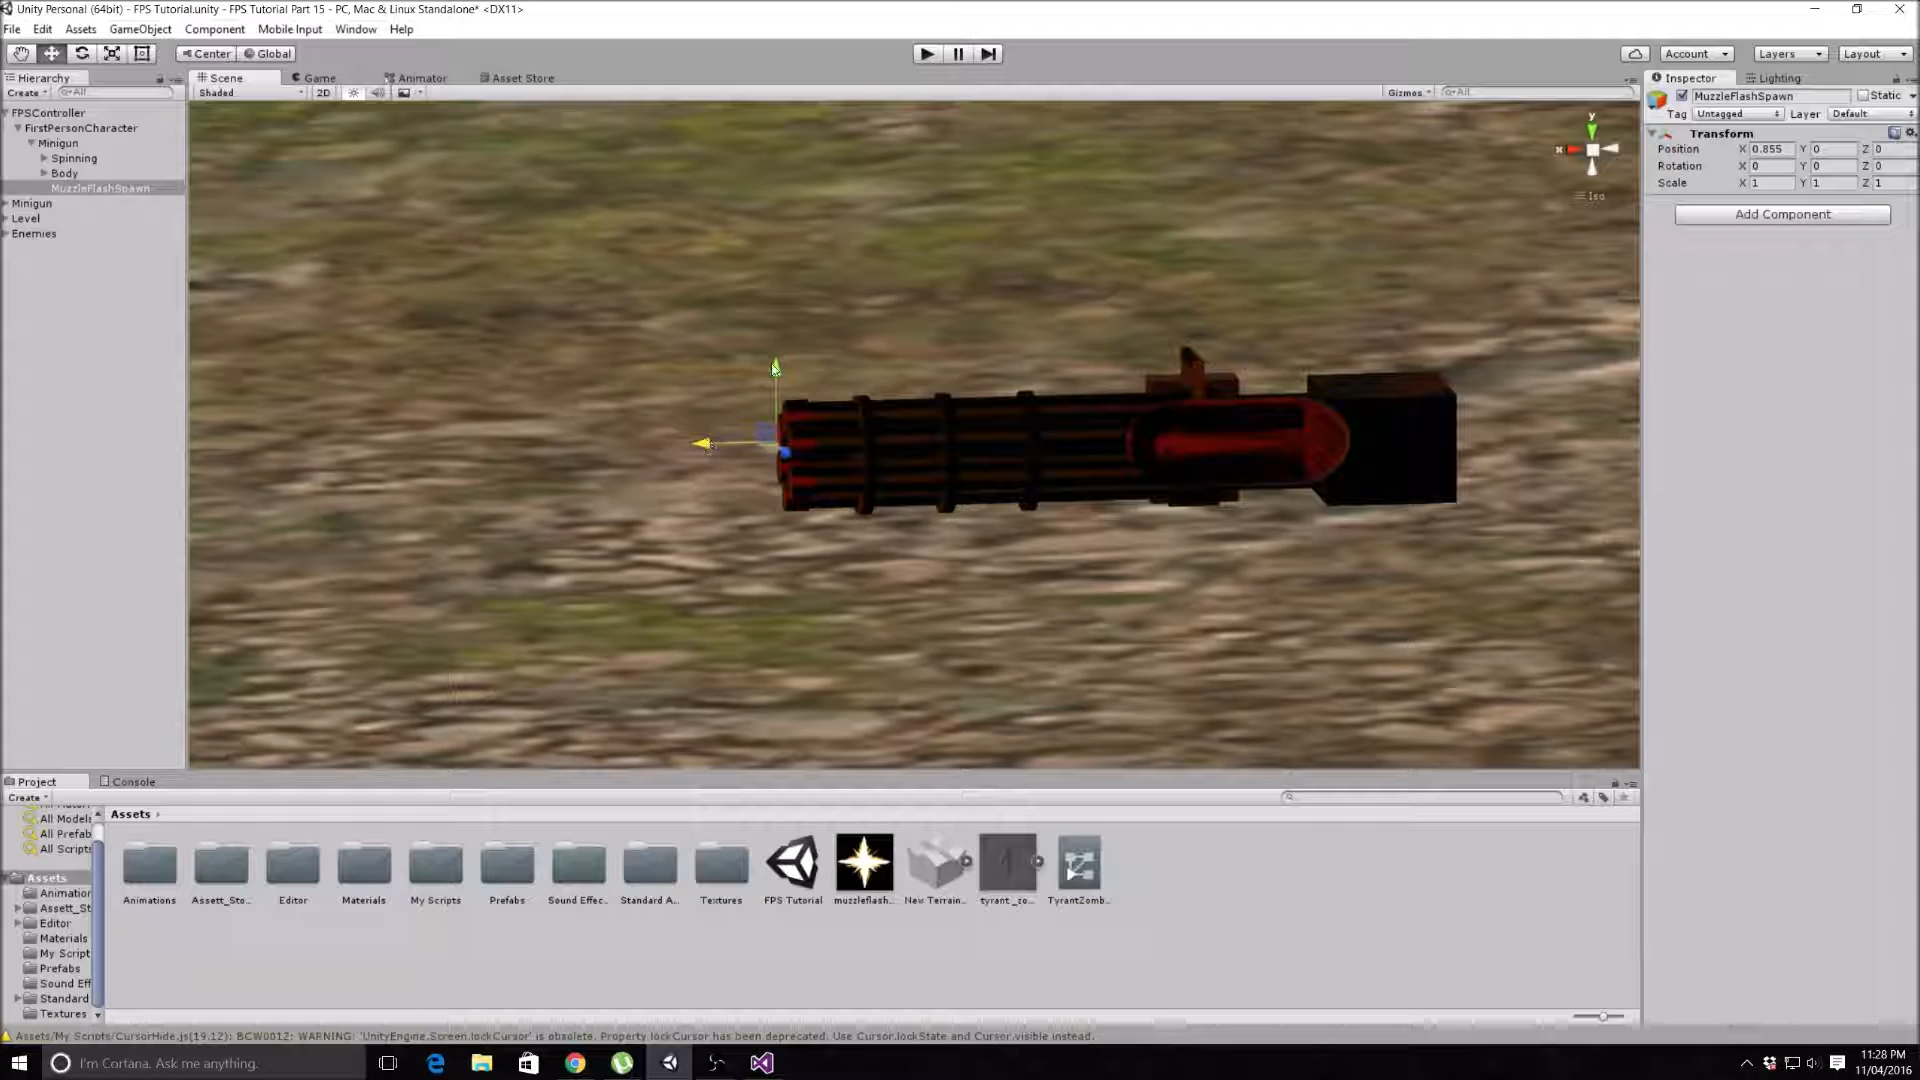 Unity Personal (64bit) - FPS Tutorial.unity - FPS Tutorial Part 15 - PC, Mac & Linux Standalone* <DX11>
File Edit Assets GameObject Component Mobile Input Window Help
Center Global Account Layers Layout
Hierarchy Scene Game Animator Asset Store Inspector Lighting
Create All Shaded 2D Gizmos All
MuzzleFlashSpawn Static
Tag Untagged Layer Default
FPSController
FirstPersonCharacter
Minigun
Spinning
Body
MuzzleFlashSpawn
Minigun
Level
Enemies
y
x
Iso
Transform
Position X 0.855 Y 0 Z 0
Rotation X 0 Y 0 Z 0
Scale X 1 Y 1 Z 1
Add Component
Project Console
Create
All Models
All Prefab
All Scripts
Assets
Animation
Assett_St
Editor
Materials
My Script
Prefabs
Sound Eff
Standard
Textures
Assets
Animations Assett_Sto... Editor Materials My Scripts Prefabs Sound Effec... Standard A... Textures FPS Tutorial muzzleflash... New Terrain... tyrant_zo... TyrantZomb...
Assets/My Scripts/CursorHide.js(19,12): BCW0012: WARNING: 'UnityEngine.Screen.lockCursor' is obsolete. Property lockCursor has been deprecated. Use Cursor.lockState and Cursor.visible instead.
I'm Cortana. Ask me anything.
11:28 PM
11/04/2016